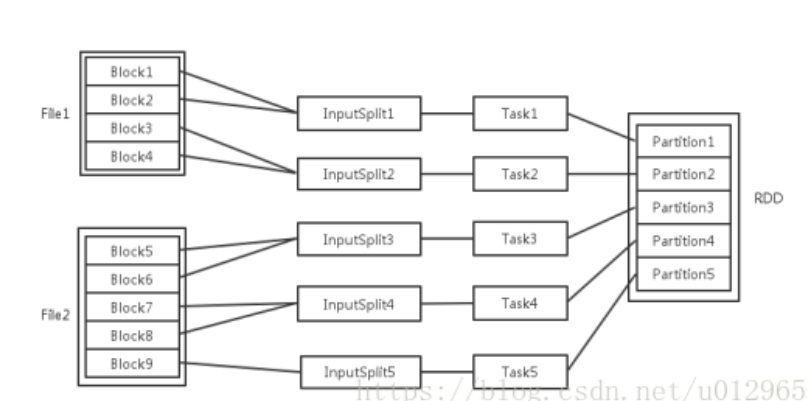 File1
Block1
Block2
Block3
Block4
InputSplit1
Task1
InputSplit2
Task2
File2
Block5
Block6
Block7
Block8
Block9
InputSplit3
Task3
InputSplit4
Task4
InputSplit5
Task5
Partition1
Partition2
Partition3
Partition4
Partition5
RDD
https://blog.csdn.net/u012965